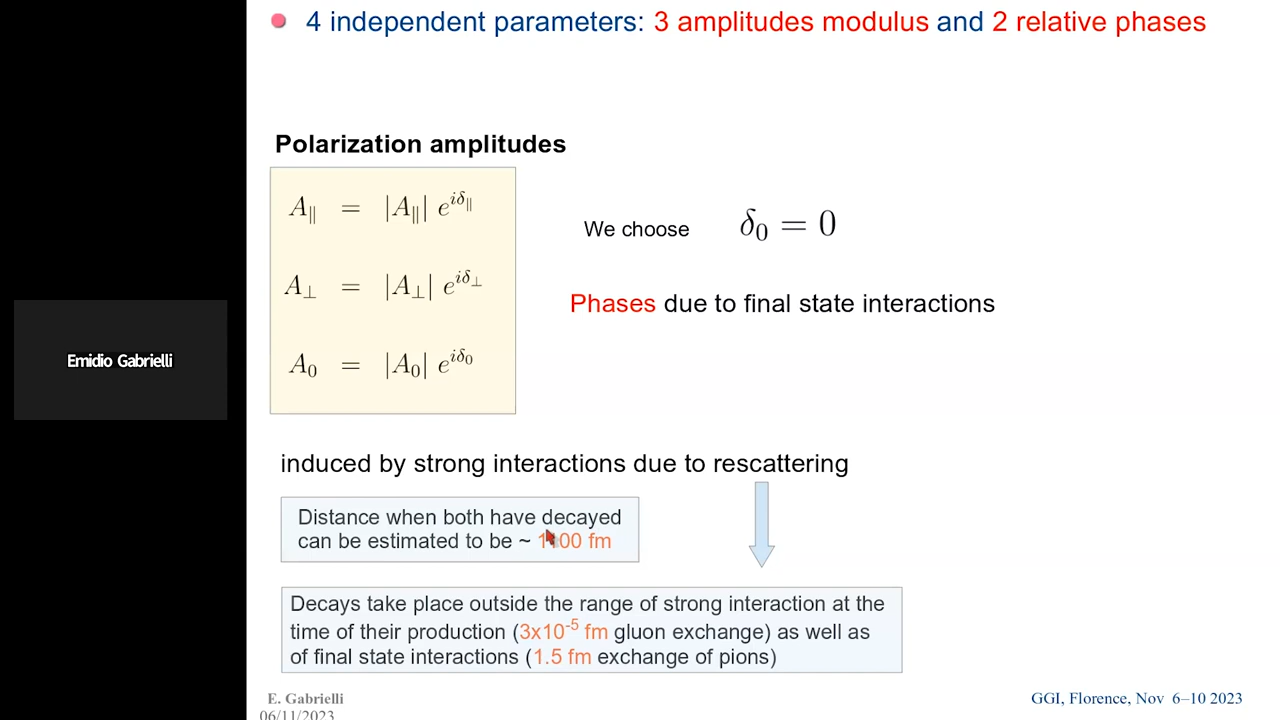 4 independent parameters: 3 amplitudes modulus and 2 relative phases
Polarization amplitudes
A∥ = |A∥| e^{iδ∥}
We choose δ₀ = 0
A⊥ = |A⊥| e^{iδ⊥}
Phases due to final state interactions
Emidio Gabrielli
A₀ = |A₀| e^{iδ₀}
induced by strong interactions due to rescattering
Distance when both have decayed
can be estimated to be ~ fm
Decays take place outside the range of strong interaction at the
time of their production (3x10⁻⁵ fm gluon exchange) as well as
of final state interactions (1.5 fm exchange of pions)
E. Gabrielli
GGI, Florence, Nov 6–10 2023
06/11/2023